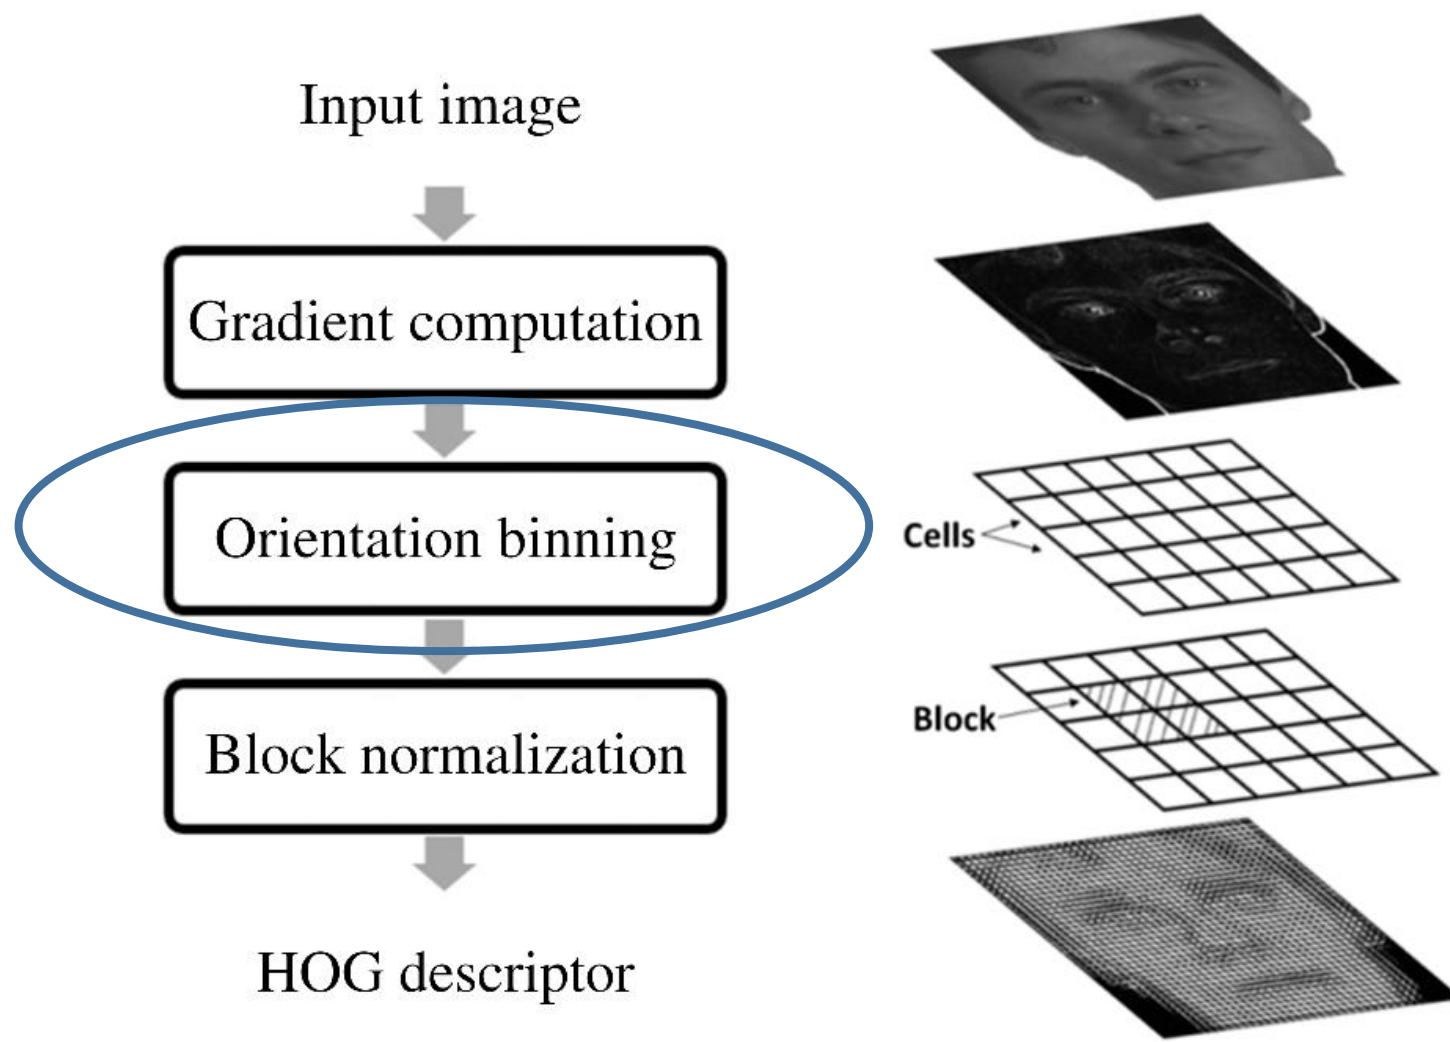 Input image
Gradient computation
Orientation binning
Cells
Block normalization
Block
HOG descriptor